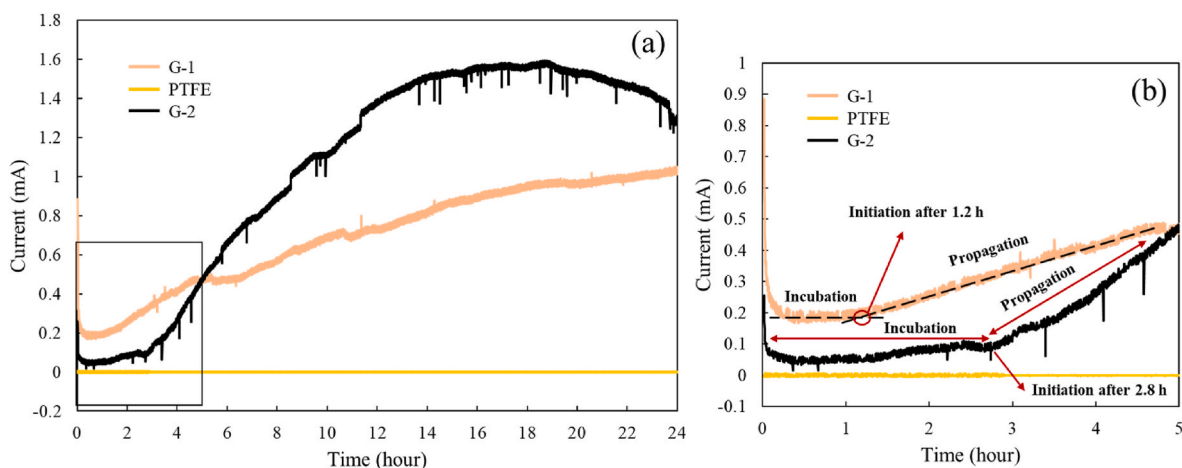 (a)
G-1
PTFE
G-2
Current (mA)
1.8
1.6
1.4
1.2
1
0.8
0.6
0.4
0.2
0
-0.2
0 2 4 6 8 10 12 14 16 18 20 22 24
Time (hour)
(b)
G-1
PTFE
G-2
Current (mA)
1
0.9
0.8
0.7
0.6
0.5
0.4
0.3
0.2
0.1
0
-0.1
Initiation after 1.2 h
Propagation
Incubation
Propagation
Incubation
Initiation after 2.8 h
0 1 2 3 4 5
Time (hour)